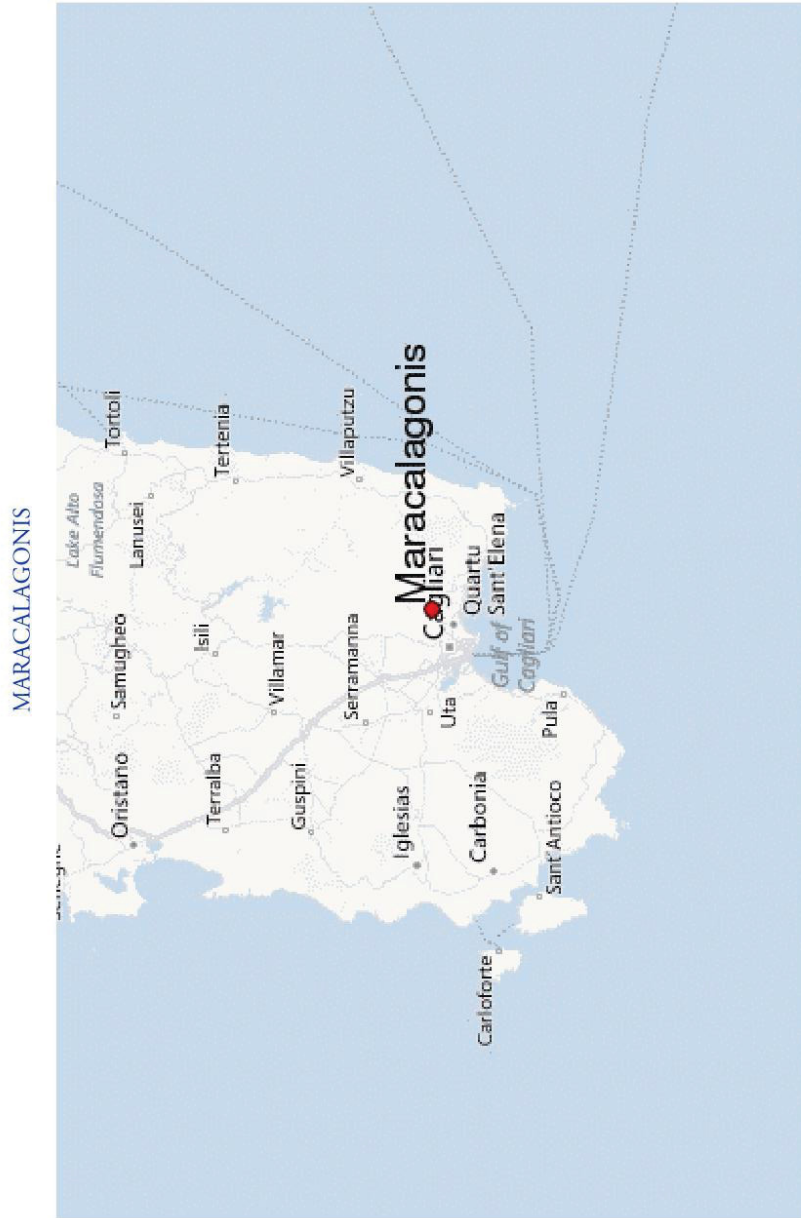 MARACALAGONIS
Lake Alto
Flumendosa
Oristano
Samugheo
Tortolì
Lanusei
Isili
Terralba
Tertenia
Villamar
Guspini
Serramanna
Villaputzu
Iglesias
Maracalagonis
Cagliari
Uta
Quartu
Sant'Elena
Carbonia
Carloforte
Gulf of
Cagliari
Pula
Sant'Antioco